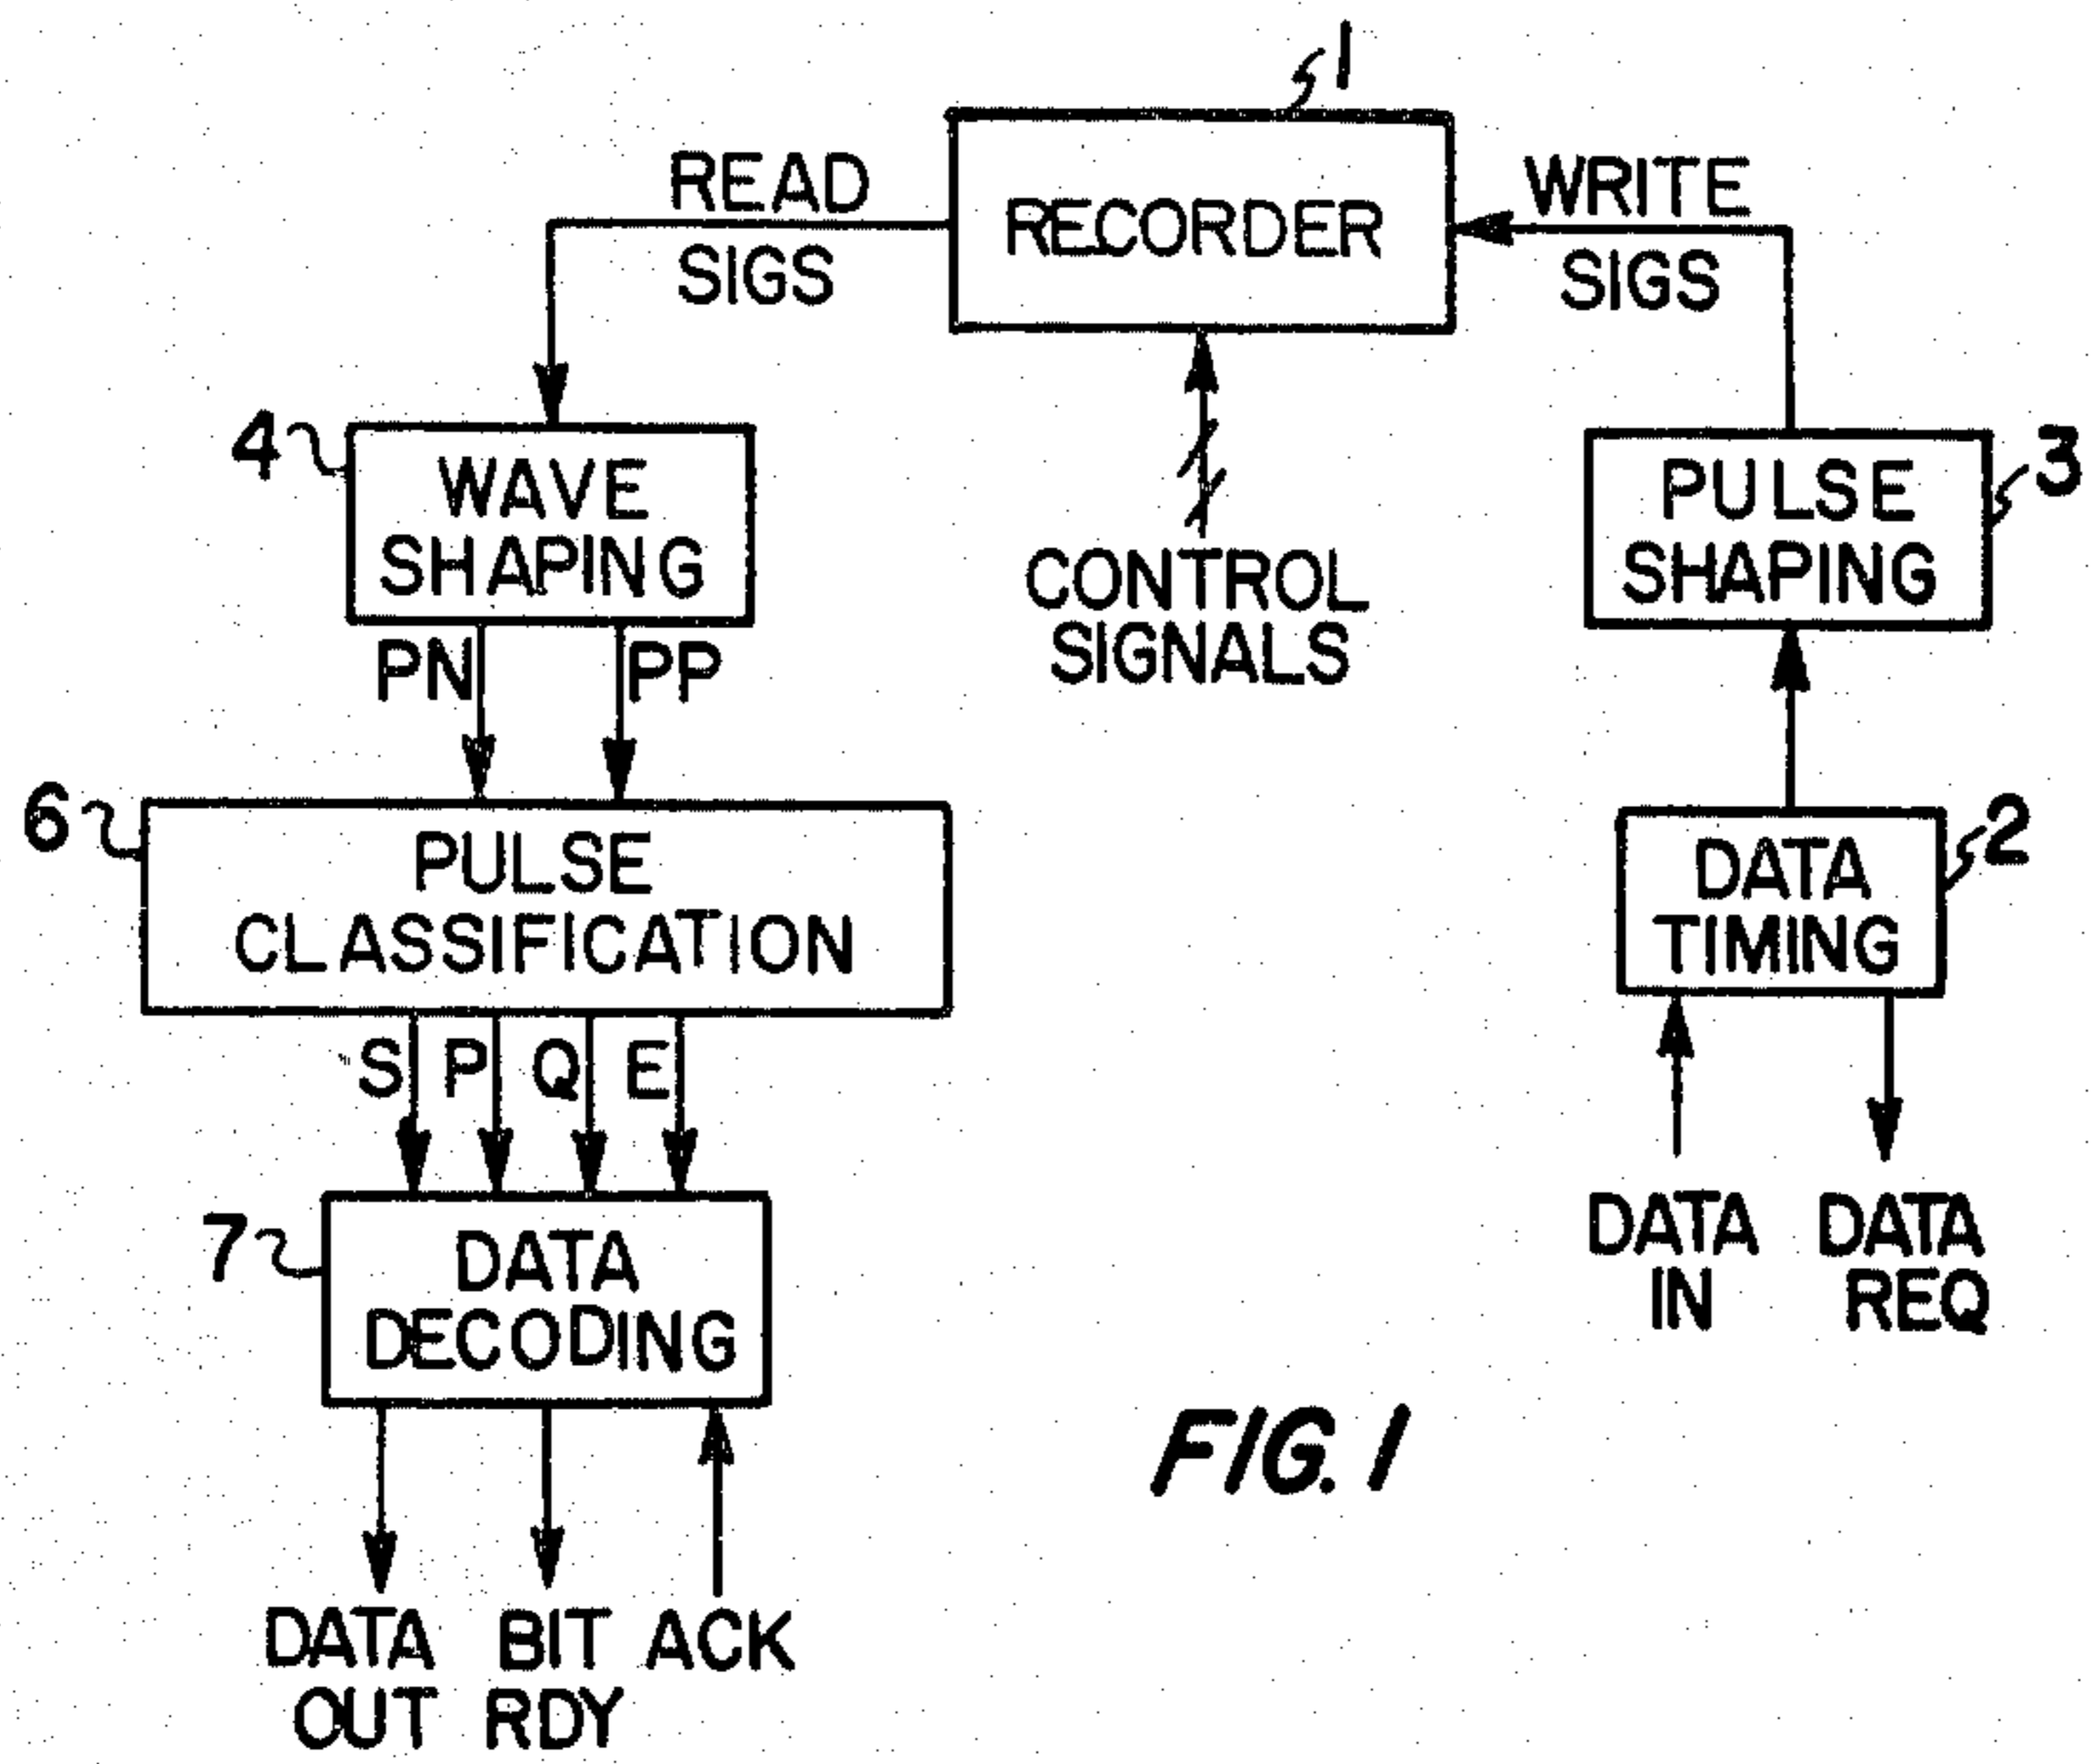 1
READ
SIGS
RECORDER
WRITE
SIGS
4
WAVE
SHAPING
CONTROL
SIGNALS
PULSE
SHAPING
3
PN
PP
6
PULSE
CLASSIFICATION
DATA
TIMING
2
S P Q E
7
DATA
DECODING
DATA
IN
DATA
REQ
DATA
OUT
BIT
RDY
ACK
FIG. 1